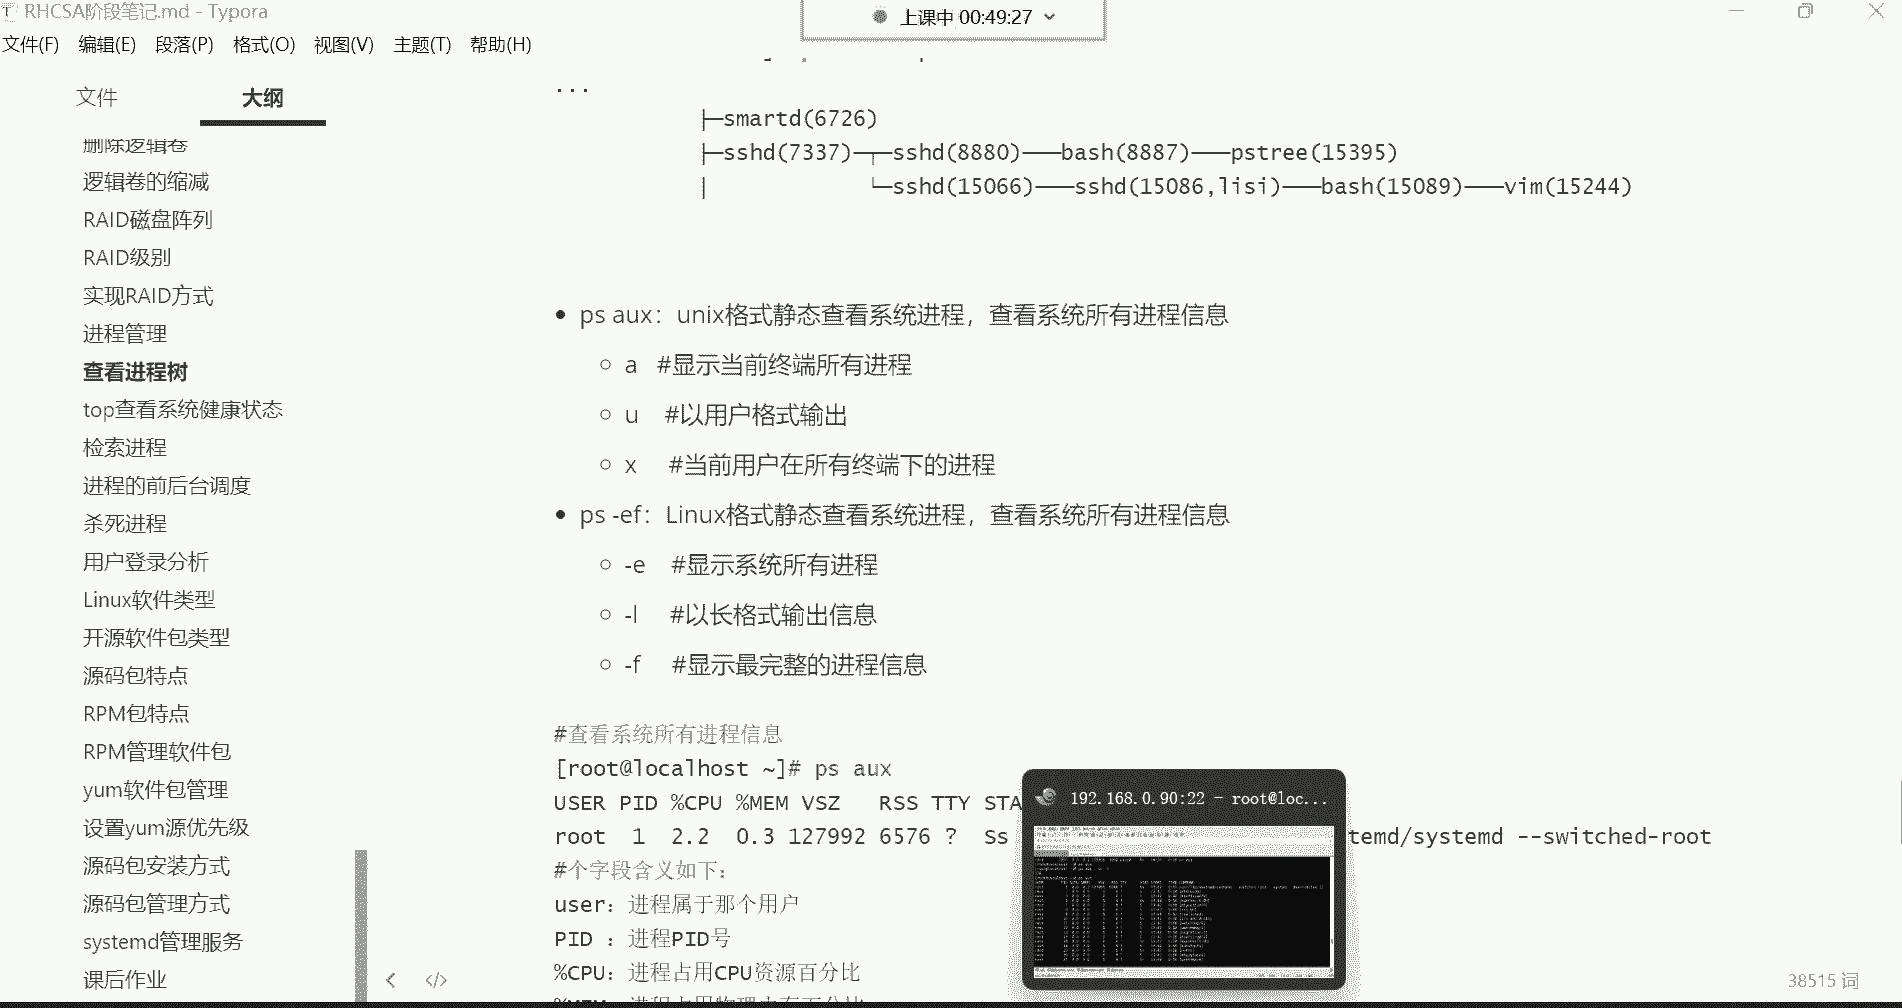 RHCSA阶段笔记.md - Typora
上课中 00:49:27
文件(F) 编辑(E) 段落(P) 格式(O) 视图(V) 主题(T) 帮助(H)
文件 大纲
删除逻辑卷
逻辑卷的缩减
RAID磁盘阵列
RAID级别
实现RAID方式
进程管理
查看进程树
top查看系统健康状态
检索进程
进程的前后台调度
杀死进程
用户登录分析
Linux软件类型
开源软件包类型
源码包特点
RPM包特点
RPM管理软件包
yum软件包管理
设置yum源优先级
源码包安装方式
源码包管理方式
systemd管理服务
课后作业
...
├─smartd(6726)
├─sshd(7337)─┬─sshd(8880)───bash(8887)───pstree(15395)
│ └─sshd(15066)───sshd(15086,lisi)───bash(15089)───vim(15244)
ps aux：unix格式静态查看系统进程，查看系统所有进程信息
a #显示当前终端所有进程
u #以用户格式输出
x #当前用户在所有终端下的进程
ps -ef：Linux格式静态查看系统进程，查看系统所有进程信息
-e #显示系统所有进程
-l #以长格式输出信息
-f #显示最完整的进程信息
#查看系统所有进程信息
[root@localhost ~]# ps aux
USER PID %CPU %MEM VSZ RSS TTY STA
root 1 2.2 0.3 127992 6576 ? Ss temd/systemd --switched-root
#个字段含义如下：
user：进程属于那个用户
PID ：进程PID号
%CPU：进程占用CPU资源百分比
%MEM：进程占用物理内存百分比
192.168.0.90:22 - root@loc...
38515 词